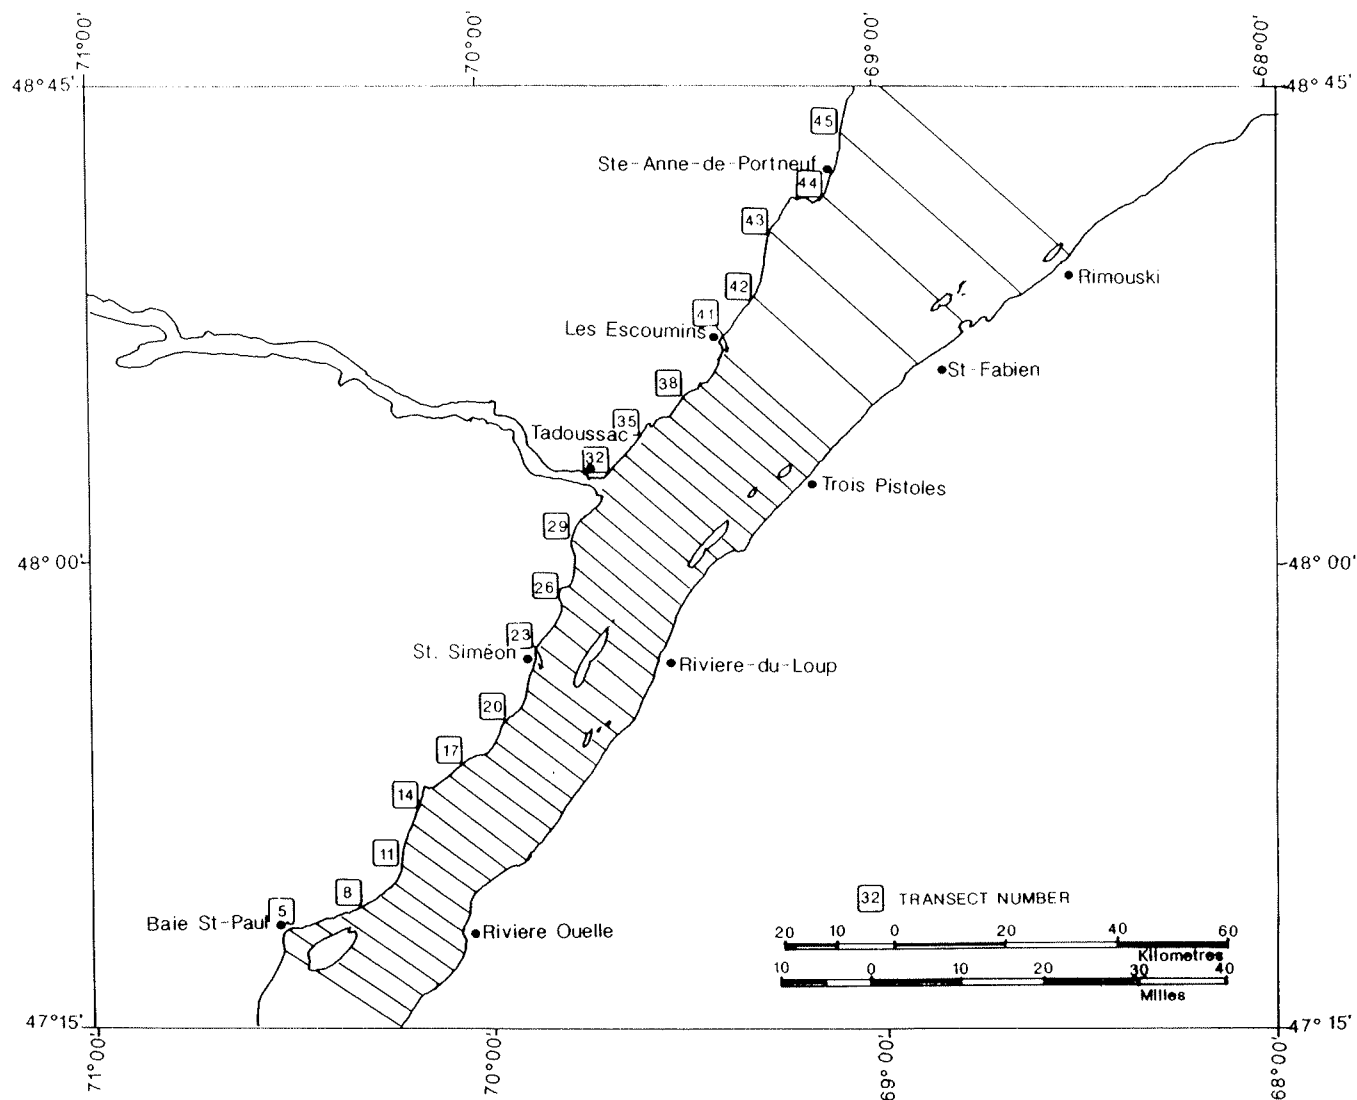 71°00'
70°00'
69°00'
68°00'
48°45'
48°45'
45
Ste-Anne-de-Portneuf
44
43
Rimouski
42
41
Les Escoumins
St-Fabien
38
35
Tadoussac
32
Trois Pistoles
29
48° 00'
48° 00'
26
23
St. Siméon
Riviere-du-Loup
20
17
14
11
8
32 TRANSECT NUMBER
5
Baie St-Paul
Riviere Ouelle
20 10 0 20 40 60
Kilometres
10 0 10 20 30 40
Milles
47°15'
47°15'
71°00'
70°00'
69°00'
68°00'